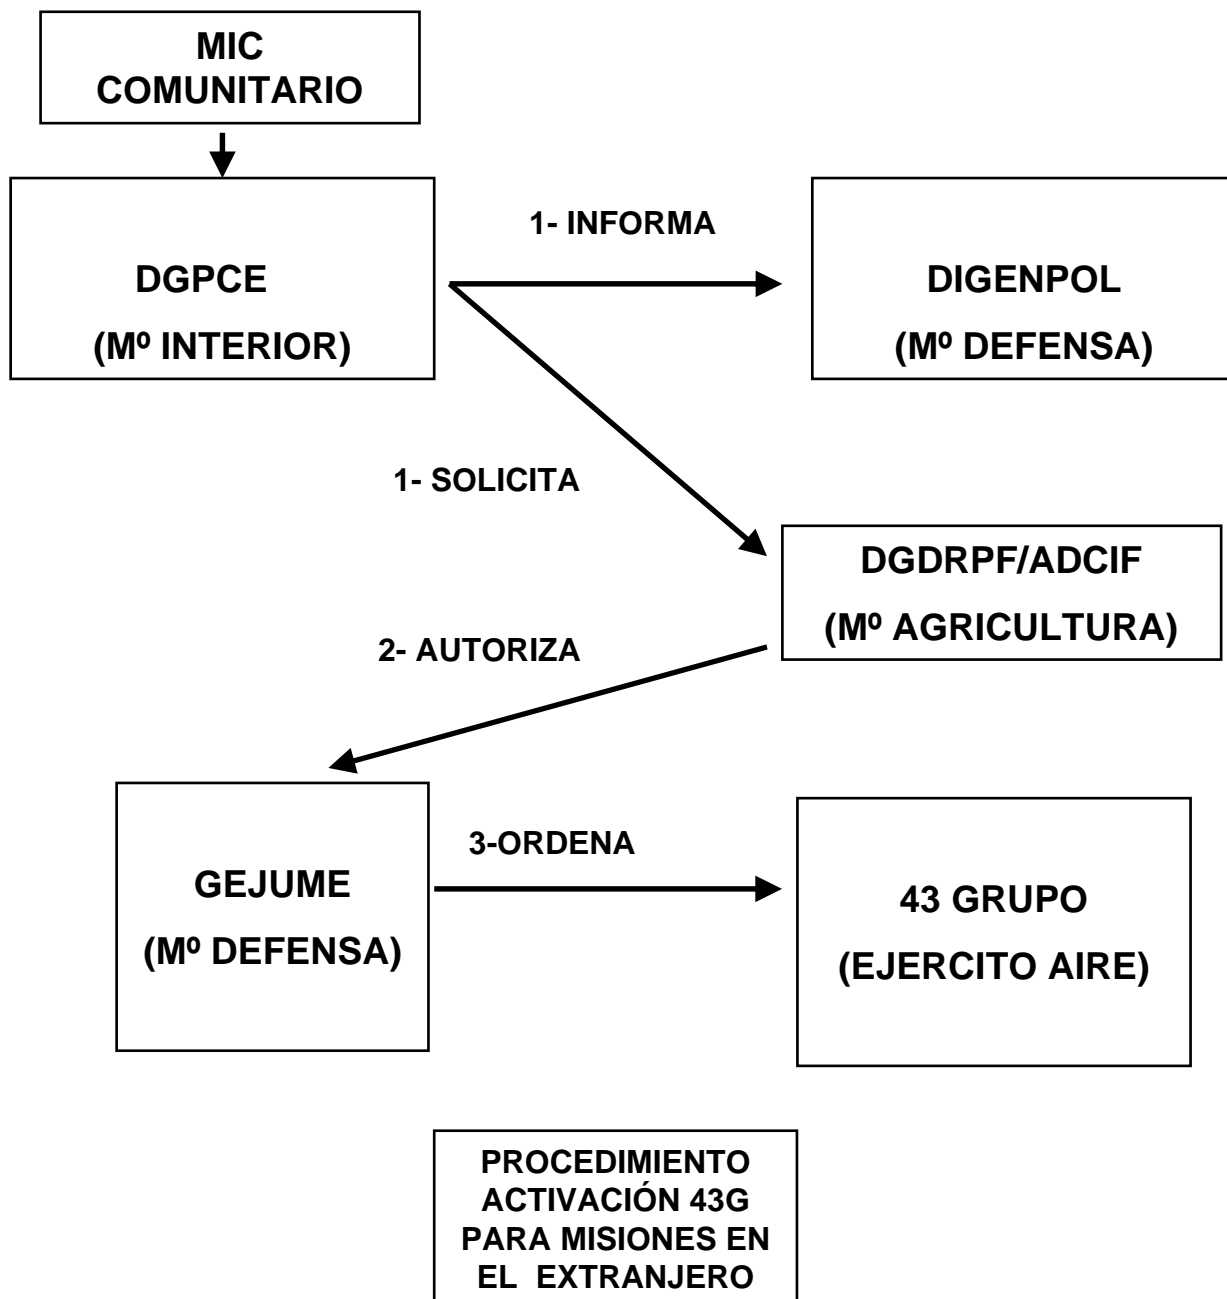 MIC
COMUNITARIO
1- INFORMA
DGPCE
(Mº INTERIOR)
DIGENPOL
(Mº DEFENSA)
1- SOLICITA
DGDRPF/ADCIF
(Mº AGRICULTURA)
2- AUTORIZA
GEJUME
(Mº DEFENSA)
3-ORDENA
43 GRUPO
(EJERCITO AIRE)
PROCEDIMIENTO
ACTIVACIÓN 43G
PARA MISIONES EN
EL EXTRANJERO